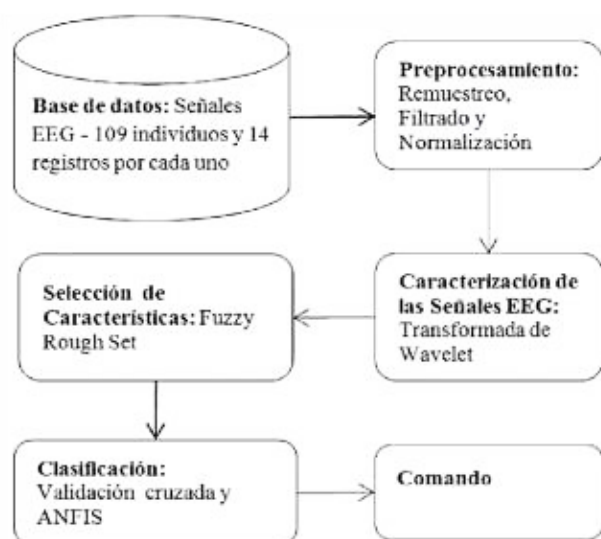 Base de datos: Señales
EEG - 109 individuos y 14
registros por cada uno
Preprocesamiento:
Remuestreo,
Filtrado y
Normalización
Caracterización de
las Señales EEG:
Transformada de
Wavelet
Selección de
Características: Fuzzy
Rough Set
Clasificación:
Validación cruzada y
ANFIS
Comando